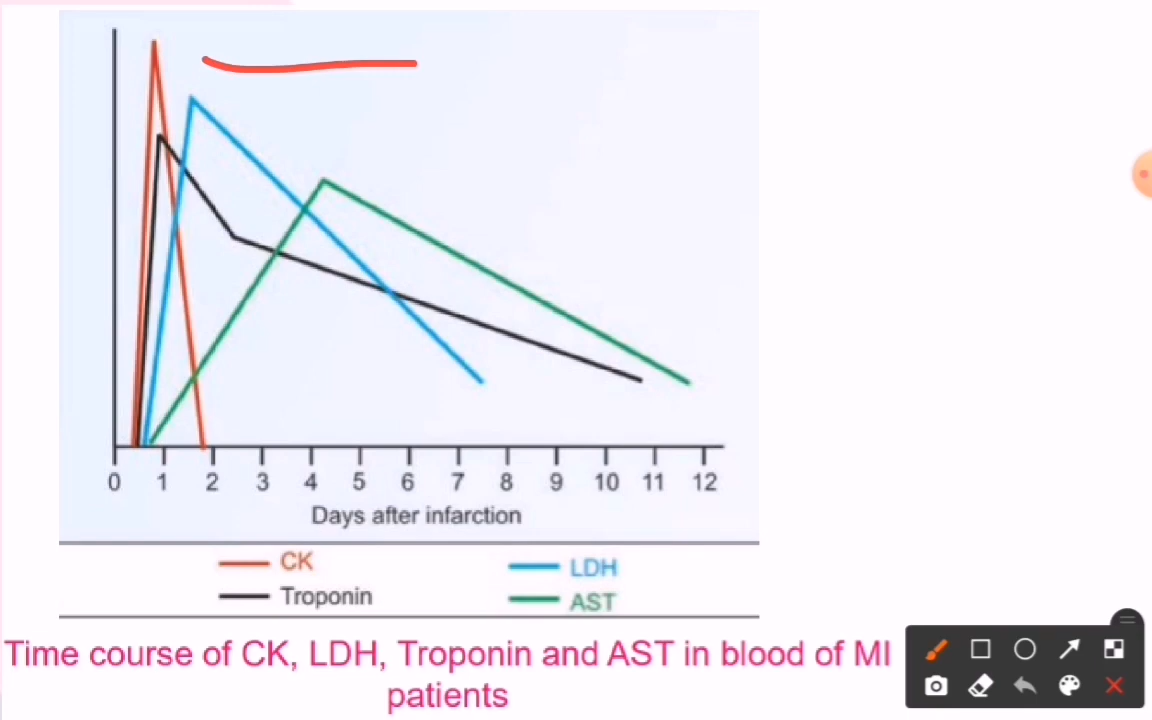 0 1 2 3 4 5 6 7 8 9 10 11 12
Days after infarction
CK LDH
Troponin AST
Time course of CK, LDH, Troponin and AST in blood of MI
patients